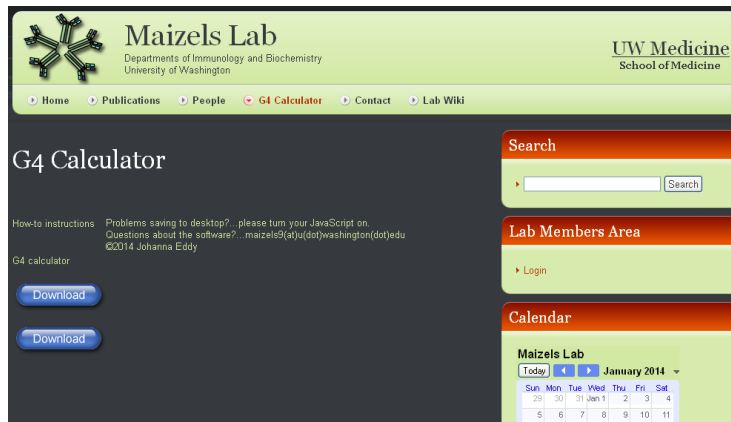 Maizels Lab
Departments of Immunology and Biochemistry
University of Washington
UW Medicine
School of Medicine
Home
Publications
People
G4 Calculator
Contact
Lab Wiki
G4 Calculator
How-to instructions
Problems saving to desktop?...please turn your JavaScript on.
Questions about the software?...maizels9(at)u(dot)washington(dot)edu
©2014 Johanna Eddy
G4 calculator
Download
Download
Search
Search
Lab Members Area
Login
Calendar
Maizels Lab
Today
January 2014
Sun Mon Tue Wed Thu Fri Sat
29 30 31 Jan 1 2 3 4
5 6 7 8 9 10 11